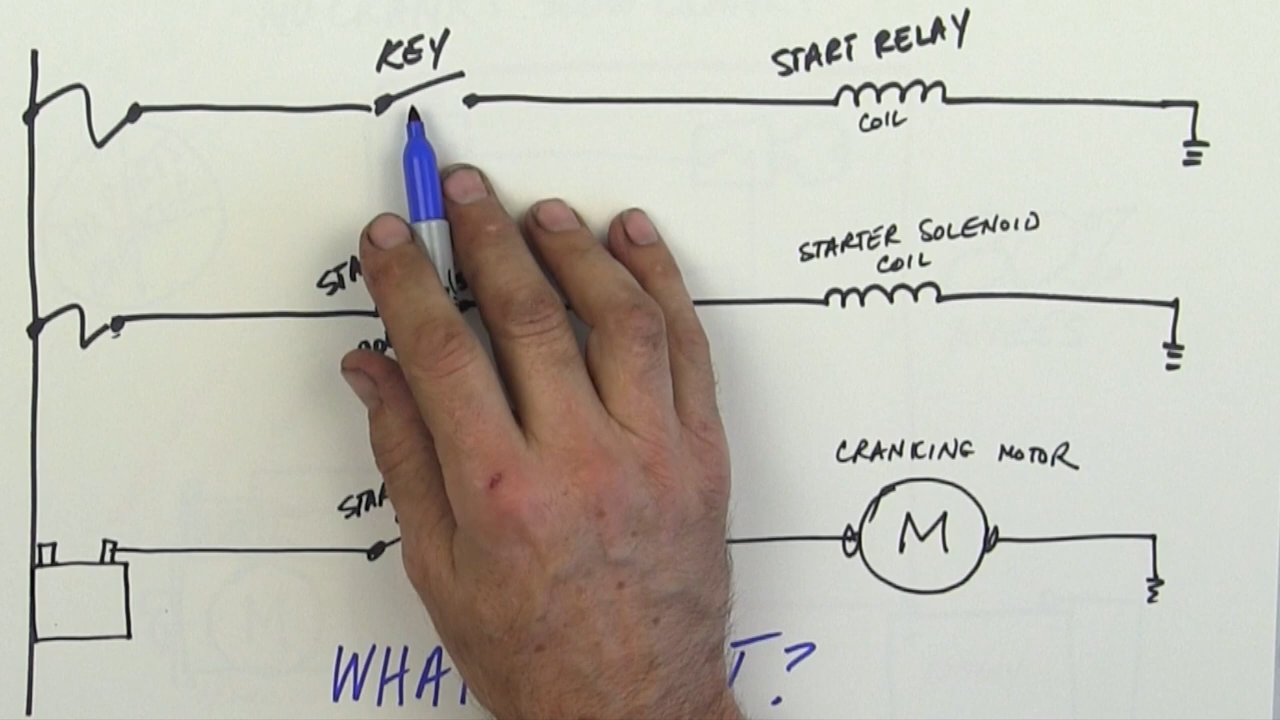 KEY
START RELAY
COIL
STARTER SOLENOID
COIL
CRANKING MOTOR
M